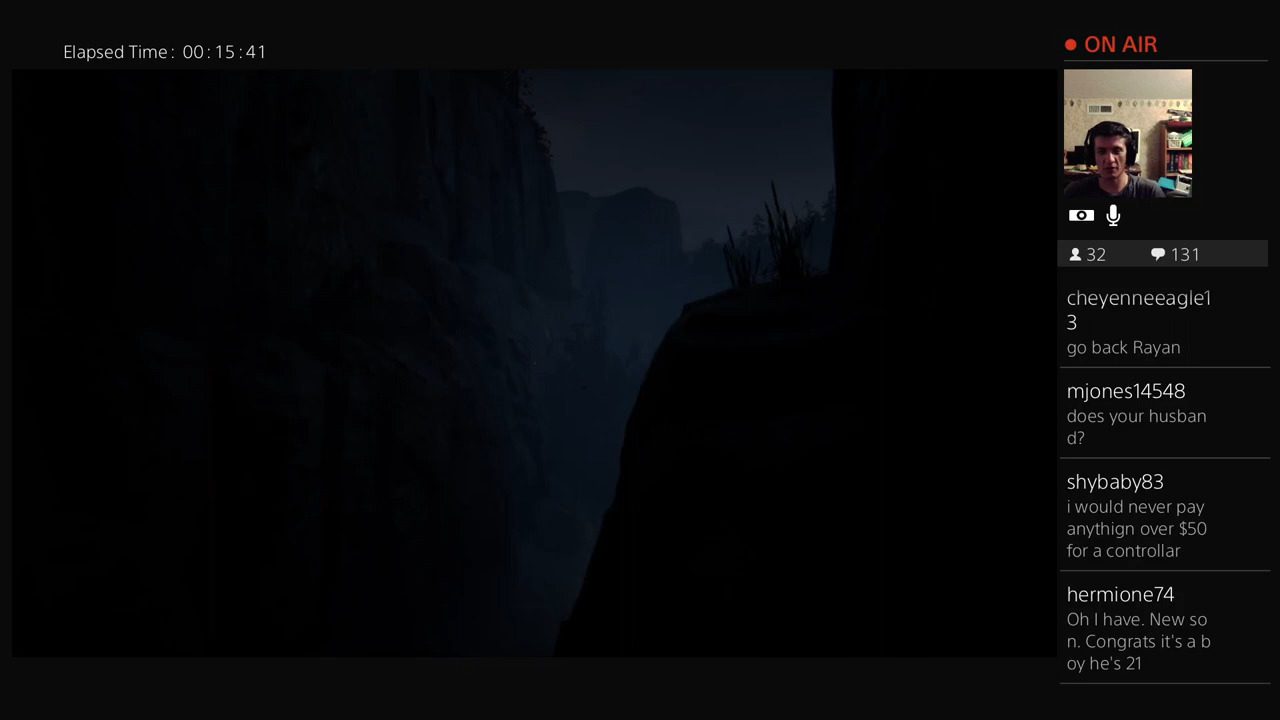 Elapsed Time: 00:15:41
ON AIR
32 131
cheyenneeagle1
3
go back Rayan
mjones14548
does your husban
d?
shybaby83
i would never pay
anythign over $50
for a controllar
hermione74
Oh I have. New so
n. Congrats it's a b
oy he's 21